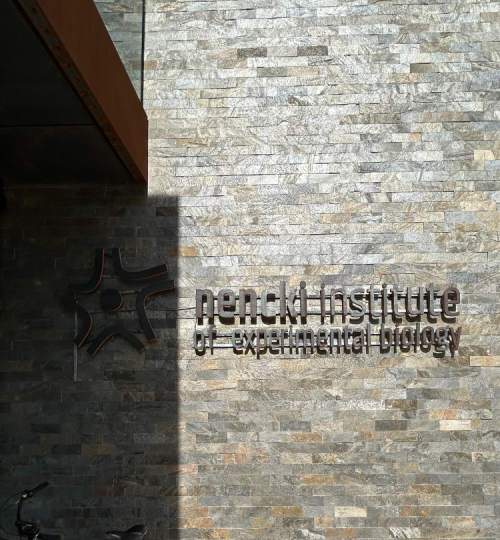 nencki institute
of experimental biology